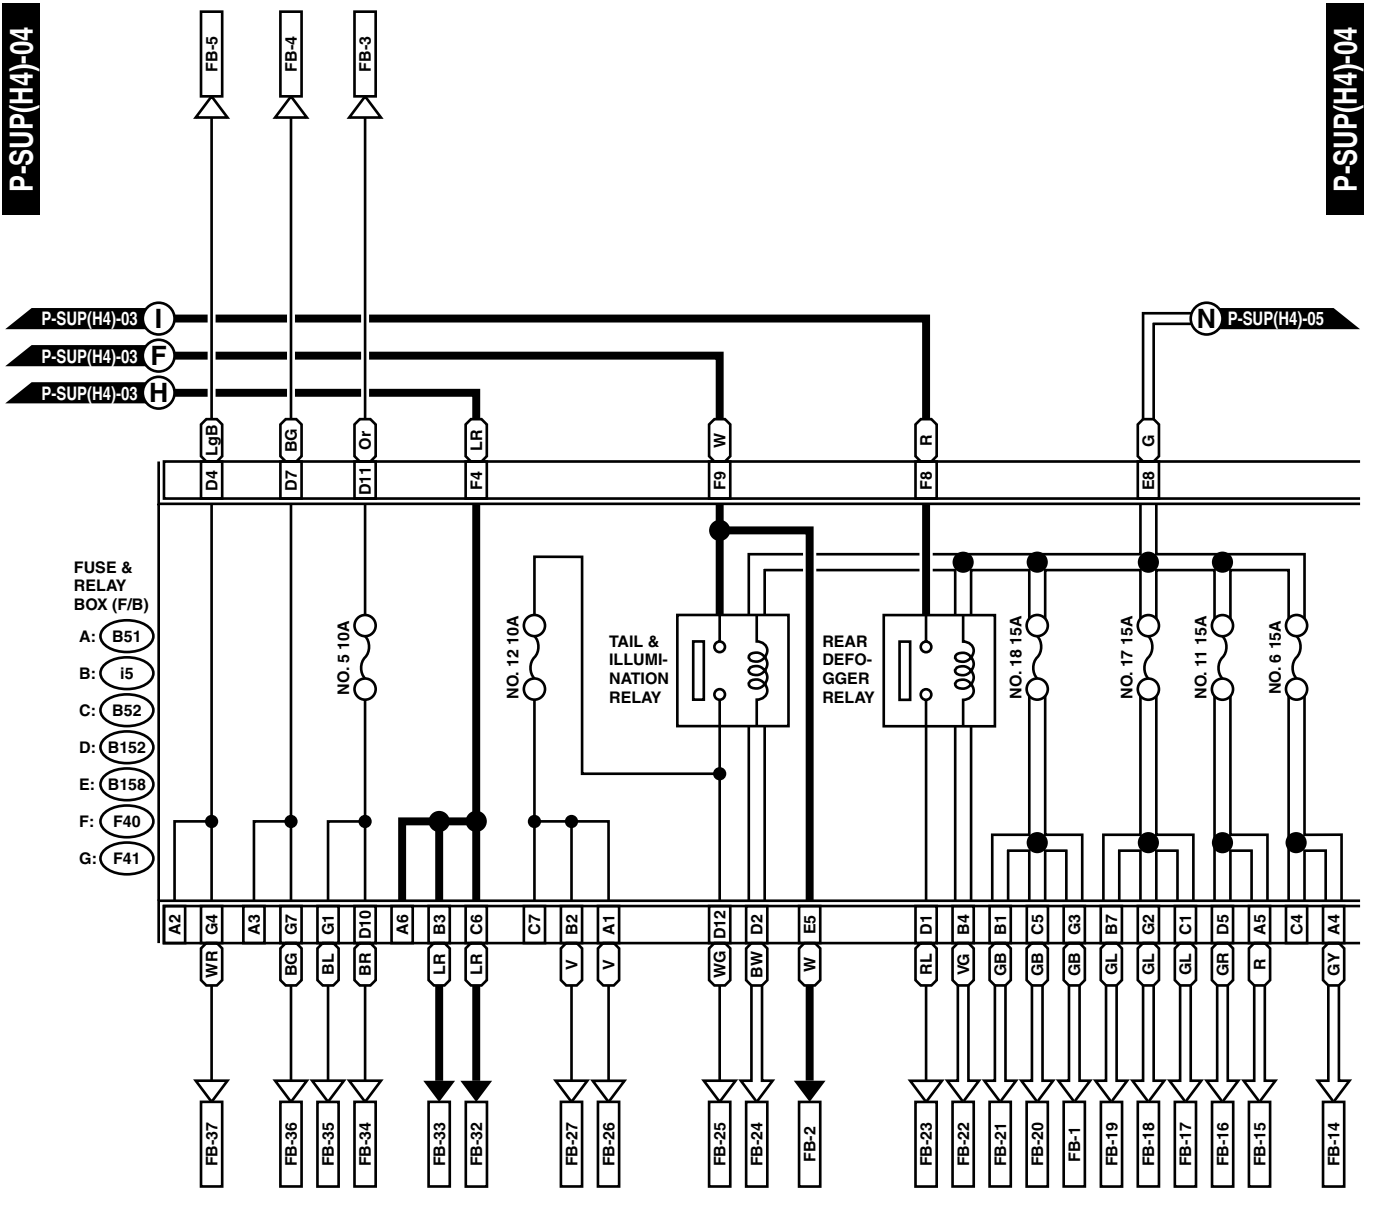 P-SUP(H4)-04
P-SUP(H4)-04
FB-5
FB-4
FB-3
P-SUP(H4)-03 I
N P-SUP(H4)-05
P-SUP(H4)-03 F
P-SUP(H4)-03 H
LgB
BG
Or
LR
W
R
G
D4
D7
D11
F4
F9
F8
E8
FUSE &
RELAY
BOX (F/B)
A: B51
B: i5
C: B52
D: B152
E: B158
F: F40
G: F41
NO. 5 10A
NO. 12 10A
TAIL &
ILLUMI-
NATION
RELAY
REAR
DEFO-
GGER
RELAY
NO. 18 15A
NO. 17 15A
NO. 11 15A
NO. 6 15A
A2
G4
A3
G7
G1
D10
A6
B3
C6
C7
B2
A1
D12
D2
E5
D1
B4
B1
C5
G3
B7
G2
C1
D5
A5
C4
A4
WR
BG
BL
BR
LR
LR
V
V
WG
BW
W
RL
VG
GB
GB
GB
GL
GL
GL
GR
R
GY
FB-37
FB-36
FB-35
FB-34
FB-33
FB-32
FB-27
FB-26
FB-25
FB-24
FB-2
FB-23
FB-22
FB-21
FB-20
FB-1
FB-19
FB-18
FB-17
FB-16
FB-15
FB-14